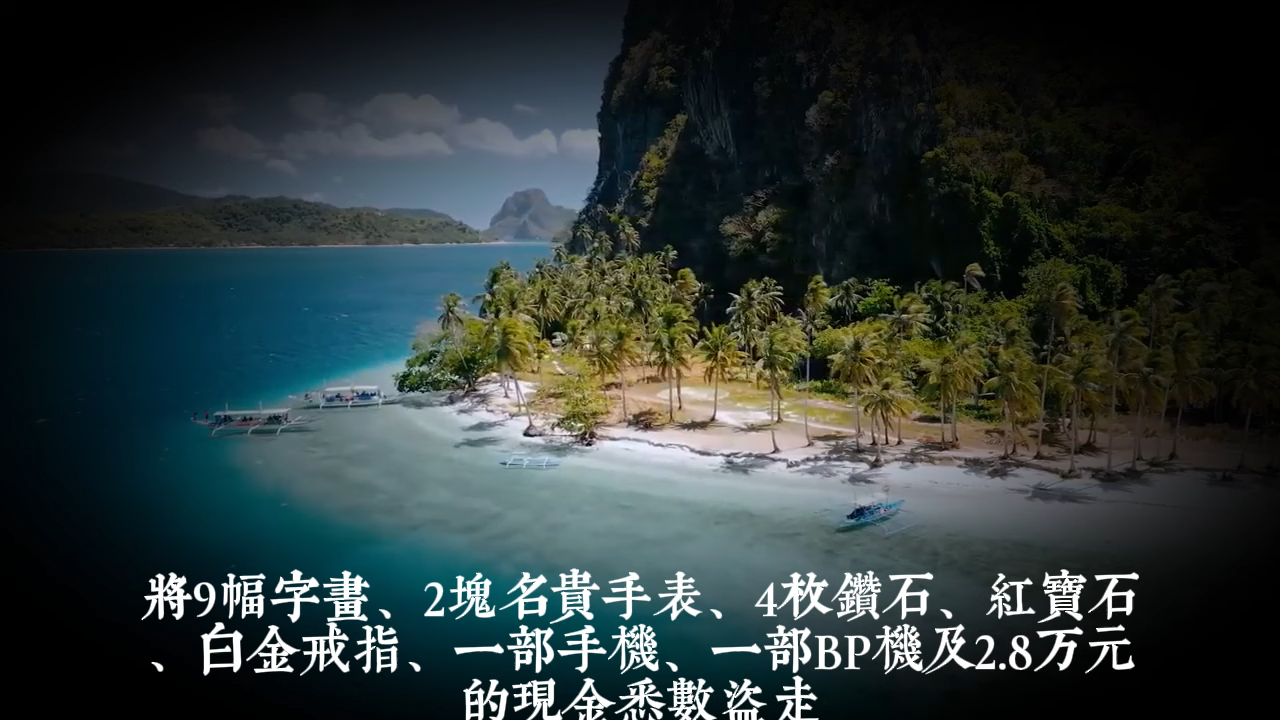 將9幅字畫、2塊名貴手表、4枚鑽石、紅寶石
、白金戒指、一部手機、一部BP機及2.8万元
的現金悉數盜走